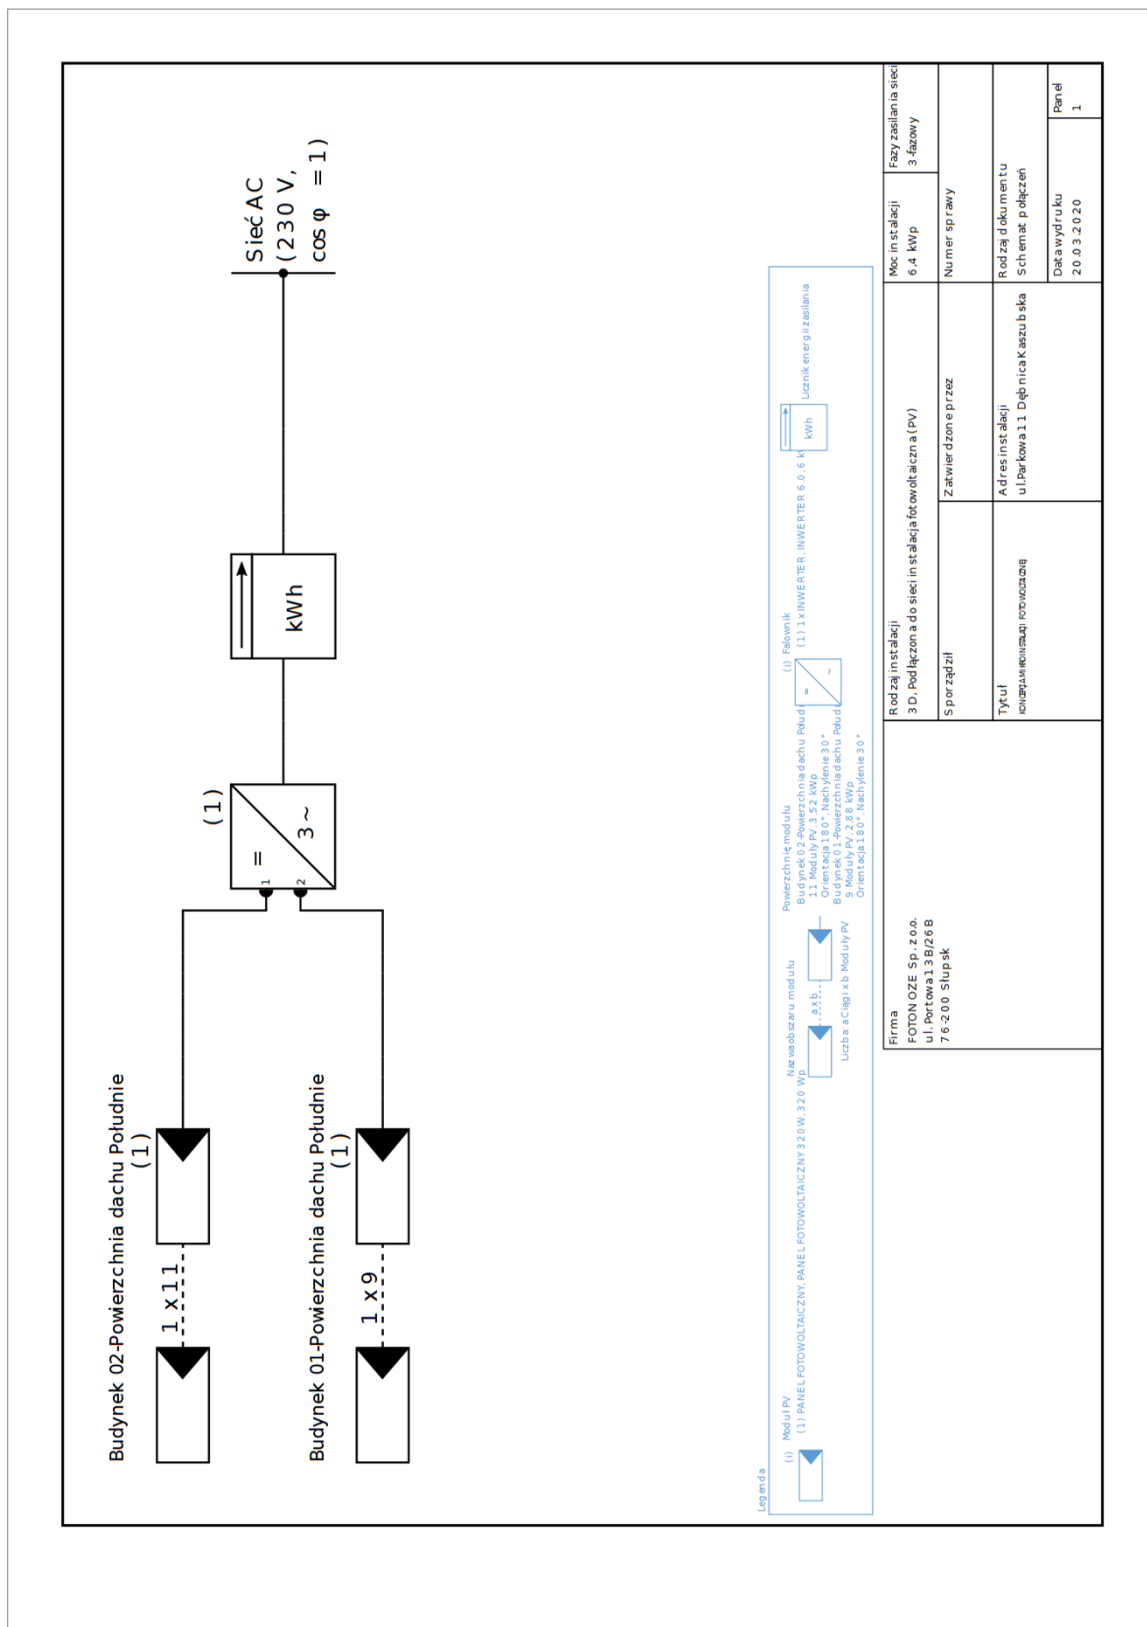 Budynek 02-Powierzchnia dachu Południe
(1)
1 x 11
Budynek 01-Powierzchnia dachu Południe
(1)
1 x 9
(1)
=
3 ~
1
2
kWh
Sieć AC
(230 V,
cos φ = 1)
Legenda
(i) Moduł PV
(1) PANEL FOTOWOLTAICZNY. PANEL FOTOWOLTAICZNY 320W. 320 Wp
Nazwa obszaru modułu
a x b
Liczba: a Ciągi x b Moduły PV
Powierzchnię modułu
Budynek 02-Powierzchnia dachu Połud
11 Moduły PV, 3,52 kWp
Orientacja 180°, Nachylenie 30°
Budynek 01-Powierzchnia dachu Połud
9 Moduły PV, 2,88 kWp
Orientacja 180°, Nachylenie 30°
(i) Falownik
=
~
(1) 1 x INWERTER. INWERTER 6.0. 6 k
kWh
Licznik energii zasilania
Firma
FOTON OZE Sp. z o.o.
ul. Portowa 13B/26B
76-200 Słupsk
Rodzaj instalacji
3D, Podłączona do sieci instalacja fotowoltaiczna (PV)
Moc instalacji
6,4 kWp
Fazy zasilania sieci
3-fazowy
Sporządził
Zatwierdzone przez
Numer sprawy
Tytuł
Adres instalacji
ul.Parkowa 11 Dębnica Kaszubska
Rodzaj dokumentu
Schemat połączeń
Data wydruku
20.03.2020
Panel
1